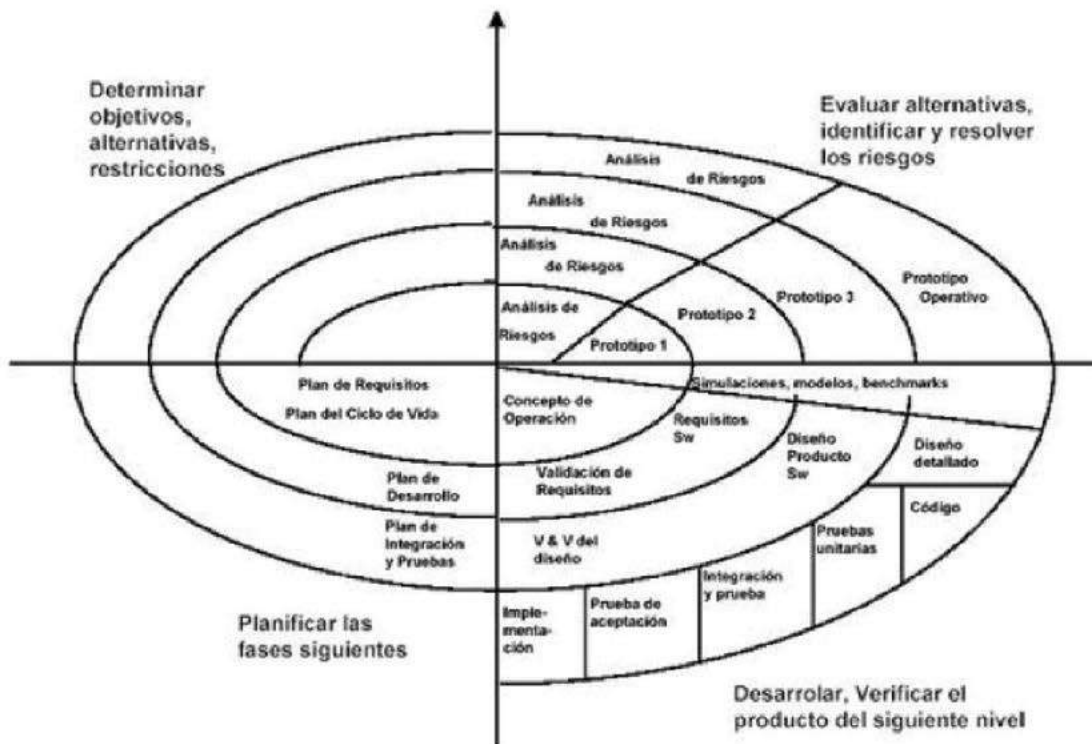 Determinar
objetivos,
alternativas,
restricciones
Evaluar alternativas,
identificar y resolver
los riesgos
Análisis
de Riesgos
Análisis
de Riesgos
Análisis
de Riesgos
Análisis de
Riesgos
Prototipo 1
Prototipo 2
Prototipo 3
Prototipo
Operativo
Simulaciones, modelos, benchmarks
Plan de Requisitos
Plan del Ciclo de Vida
Concepto de
Operación
Requisitos
Sw
Diseño
Producto
Sw
Diseño
detallado
Plan de
Desarrollo
Validación de
Requisitos
Código
Plan de
Integración
y Pruebas
V & V del
diseño
Pruebas
unitarias
Integración
y prueba
Prueba de
aceptación
Imple-
menta-
ción
Planificar las
fases siguientes
Desarrolar, Verificar el
producto del siguiente nivel